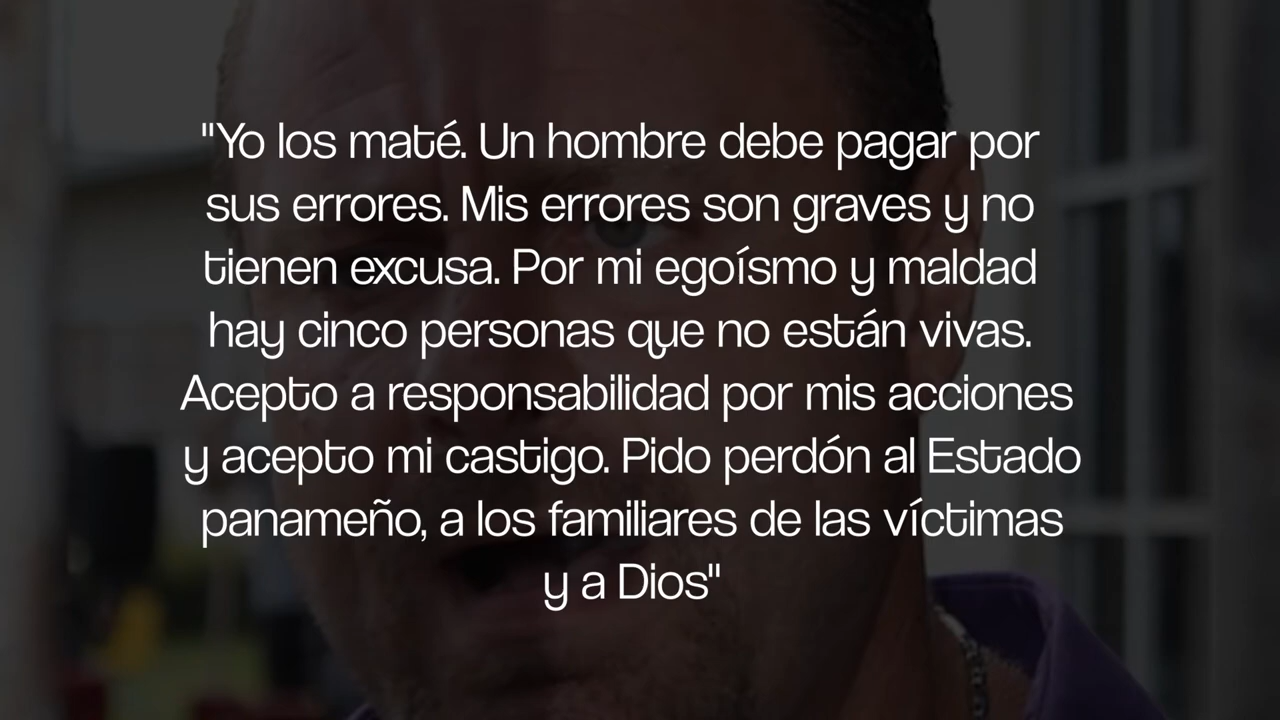 "Yo los maté. Un hombre debe pagar por
sus errores. Mis errores son graves y no
tienen excusa. Por mi egoísmo y maldad
hay cinco personas que no están vivas.
Acepto a responsabilidad por mis acciones
y acepto mi castigo. Pido perdón al Estado
panameño, a los familiares de las víctimas
y a Dios"